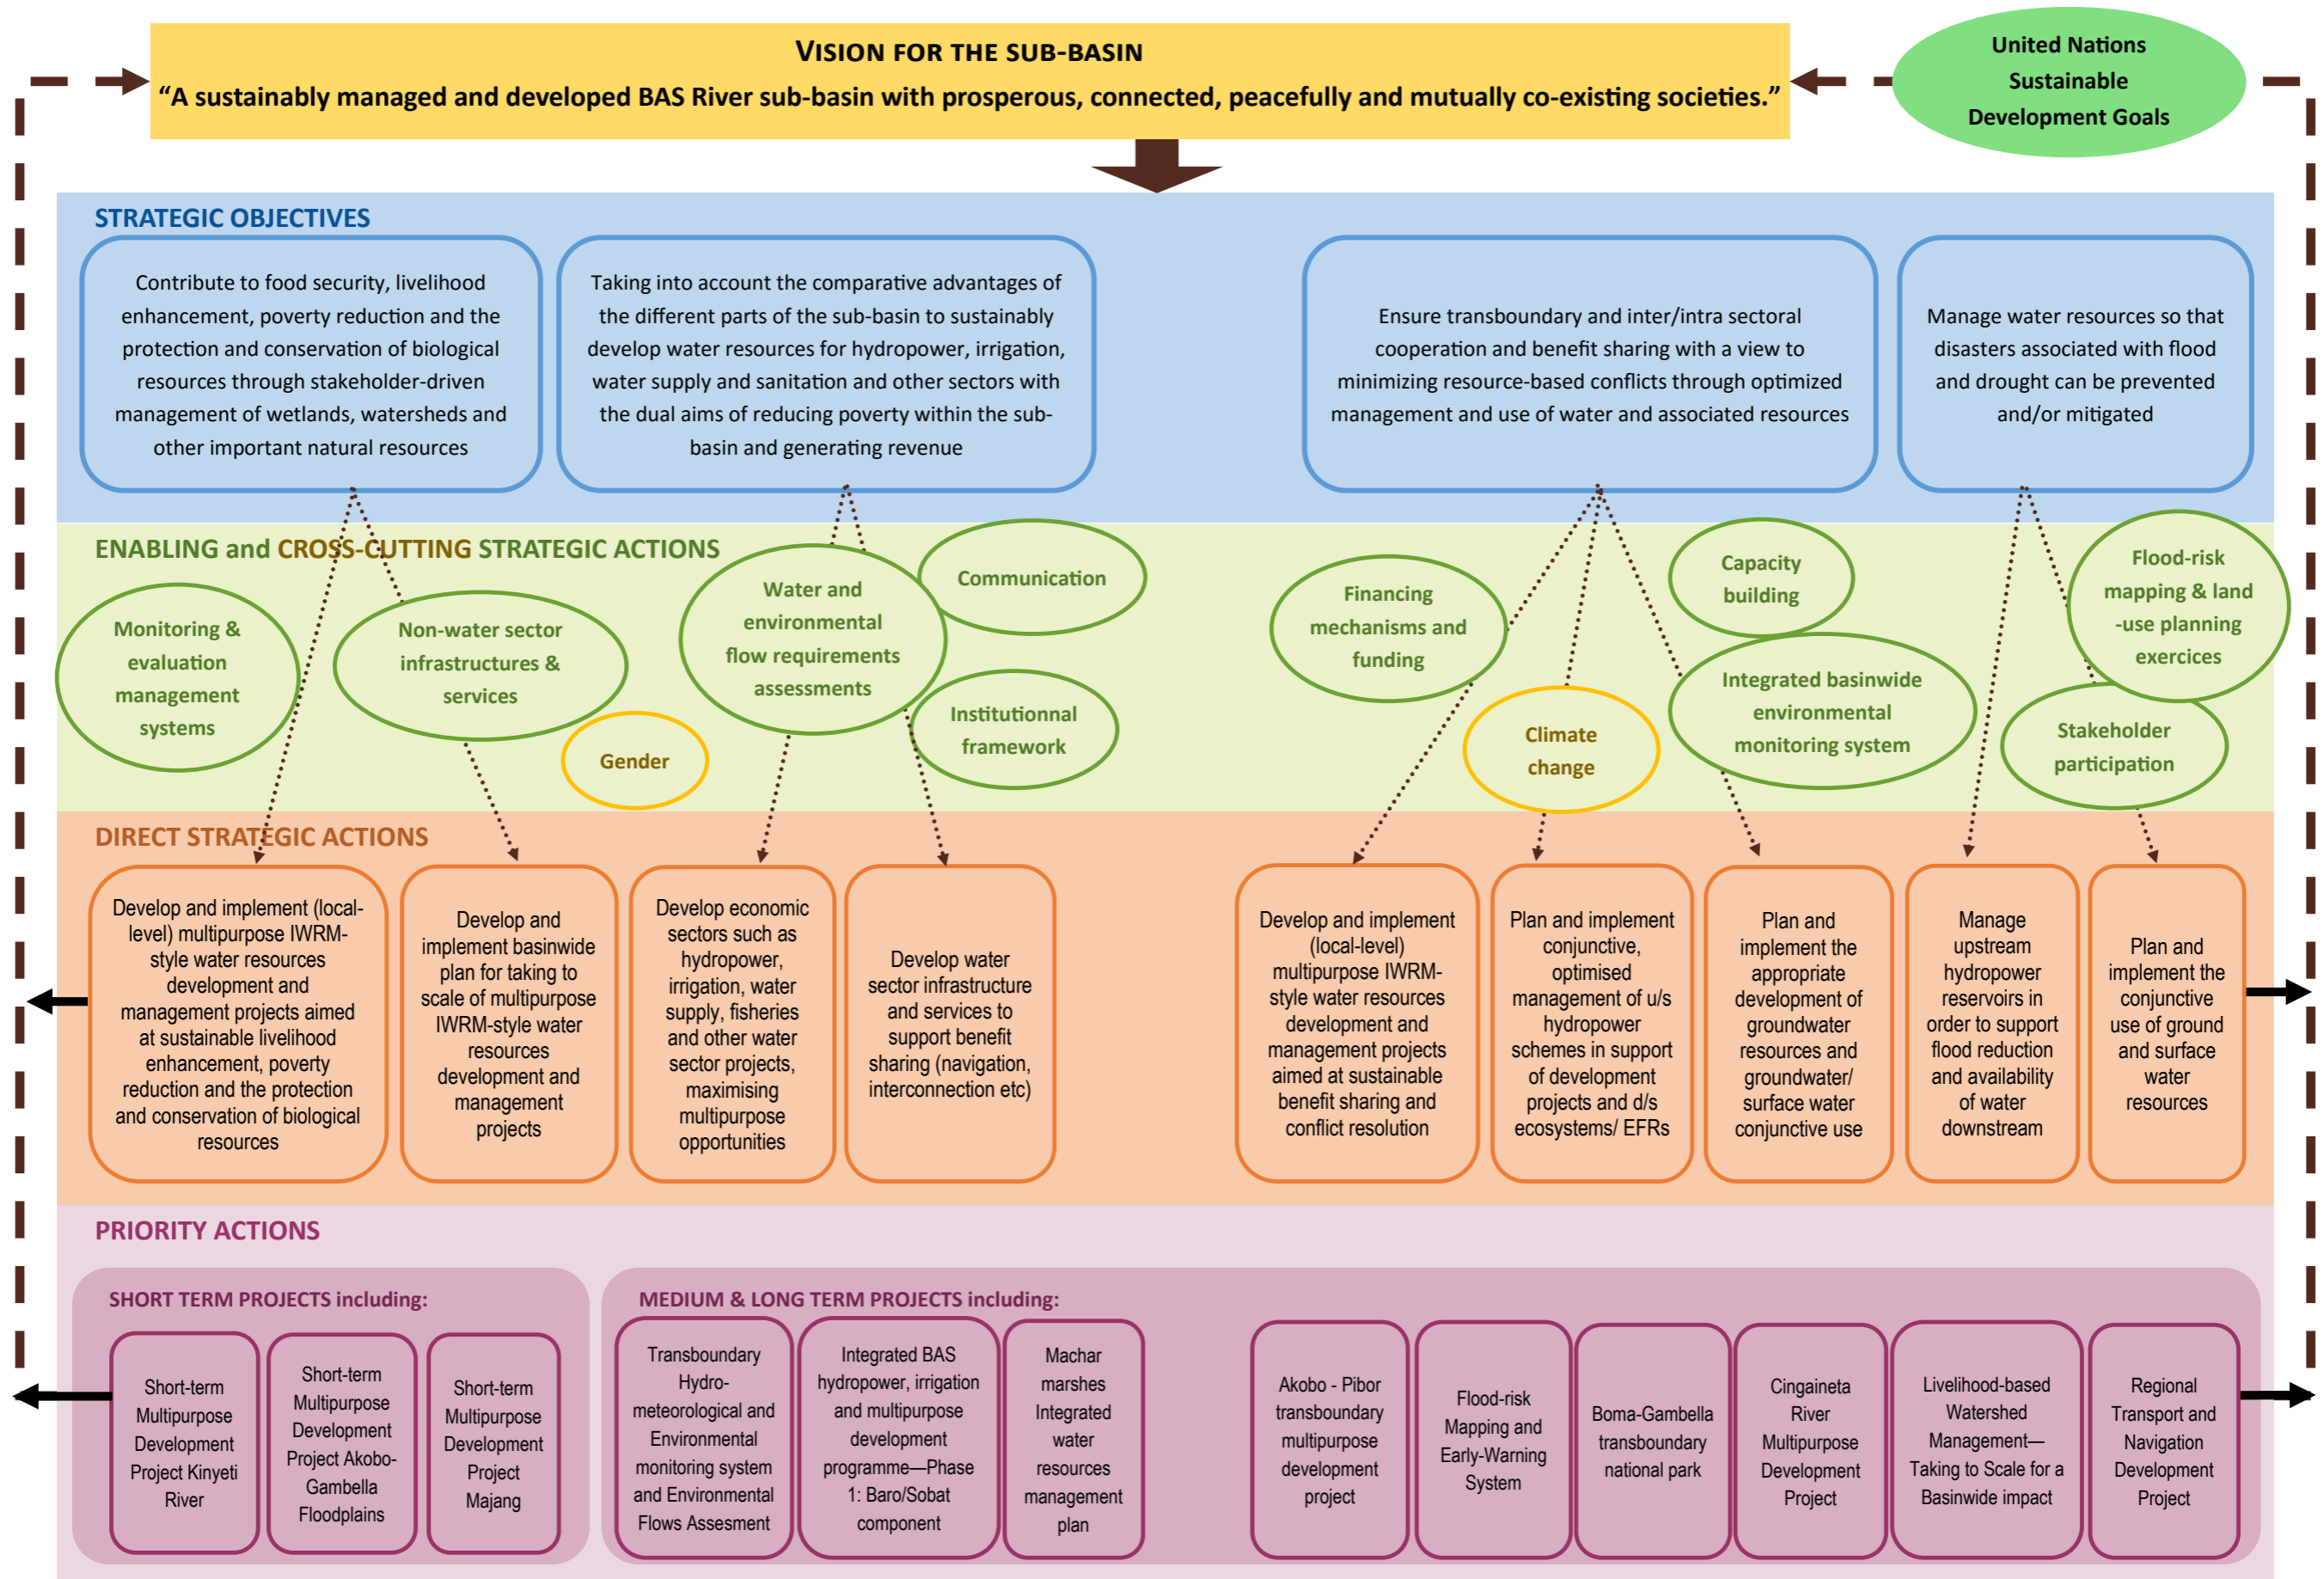 VISION FOR THE SUB-BASIN
“A sustainably managed and developed BAS River sub-basin with prosperous, connected, peacefully and mutually co-existing societies.”
United Nations
Sustainable
Development Goals
STRATEGIC OBJECTIVES
Contribute to food security, livelihood
enhancement, poverty reduction and the
protection and conservation of biological
resources through stakeholder-driven
management of wetlands, watersheds and
other important natural resources
Taking into account the comparative advantages of
the different parts of the sub-basin to sustainably
develop water resources for hydropower, irrigation,
water supply and sanitation and other sectors with
the dual aims of reducing poverty within the sub-
basin and generating revenue
Ensure transboundary and inter/intra sectoral
cooperation and benefit sharing with a view to
minimizing resource-based conflicts through optimized
management and use of water and associated resources
Manage water resources so that
disasters associated with flood
and drought can be prevented
and/or mitigated
ENABLING and CROSS-CUTTING STRATEGIC ACTIONS
Monitoring &
evaluation
management
systems
Non-water sector
infrastructures &
services
Gender
Water and
environmental
flow requirements
assessments
Communication
Institutionnal
framework
Financing
mechanisms and
funding
Climate
change
Capacity
building
Integrated basinwide
environmental
monitoring system
Flood-risk
mapping & land
-use planning
exercices
Stakeholder
participation
DIRECT STRATEGIC ACTIONS
Develop and implement (local-
level) multipurpose IWRM-
style water resources
development and
management projects aimed
at sustainable livelihood
enhancement, poverty
reduction and the protection
and conservation of biological
resources
Develop and
implement basinwide
plan for taking to
scale of multipurpose
IWRM-style water
resources
development and
management
projects
Develop economic
sectors such as
hydropower,
irrigation, water
supply, fisheries
and other water
sector projects,
maximising
multipurpose
opportunities
Develop water
sector infrastructure
and services to
support benefit
sharing (navigation,
interconnection etc)
Develop and implement
(local-level)
multipurpose IWRM-
style water resources
development and
management projects
aimed at sustainable
benefit sharing and
conflict resolution
Plan and implement
conjunctive,
optimised
management of u/s
hydropower
schemes in support
of development
projects and d/s
ecosystems/ EFRs
Plan and
implement the
appropriate
development of
groundwater
resources and
groundwater/
surface water
conjunctive use
Manage
upstream
hydropower
reservoirs in
order to support
flood reduction
and availability
of water
downstream
Plan and
implement the
conjunctive
use of ground
and surface
water
resources
PRIORITY ACTIONS
SHORT TERM PROJECTS including:
Short-term
Multipurpose
Development
Project Kinyeti
River
Short-term
Multipurpose
Development
Project Akobo-
Gambella
Floodplains
Short-term
Multipurpose
Development
Project
Majang
MEDIUM & LONG TERM PROJECTS including:
Transboundary
Hydro-
meteorological and
Environmental
monitoring system
and Environmental
Flows Assesment
Integrated BAS
hydropower, irrigation
and multipurpose
development
programme—Phase
1: Baro/Sobat
component
Machar
marshes
Integrated
water
resources
management
plan
Akobo - Pibor
transboundary
multipurpose
development
project
Flood-risk
Mapping and
Early-Warning
System
Boma-Gambella
transboundary
national park
Cingaineta
River
Multipurpose
Development
Project
Livelihood-based
Watershed
Management—
Taking to Scale for a
Basinwide impact
Regional
Transport and
Navigation
Development
Project